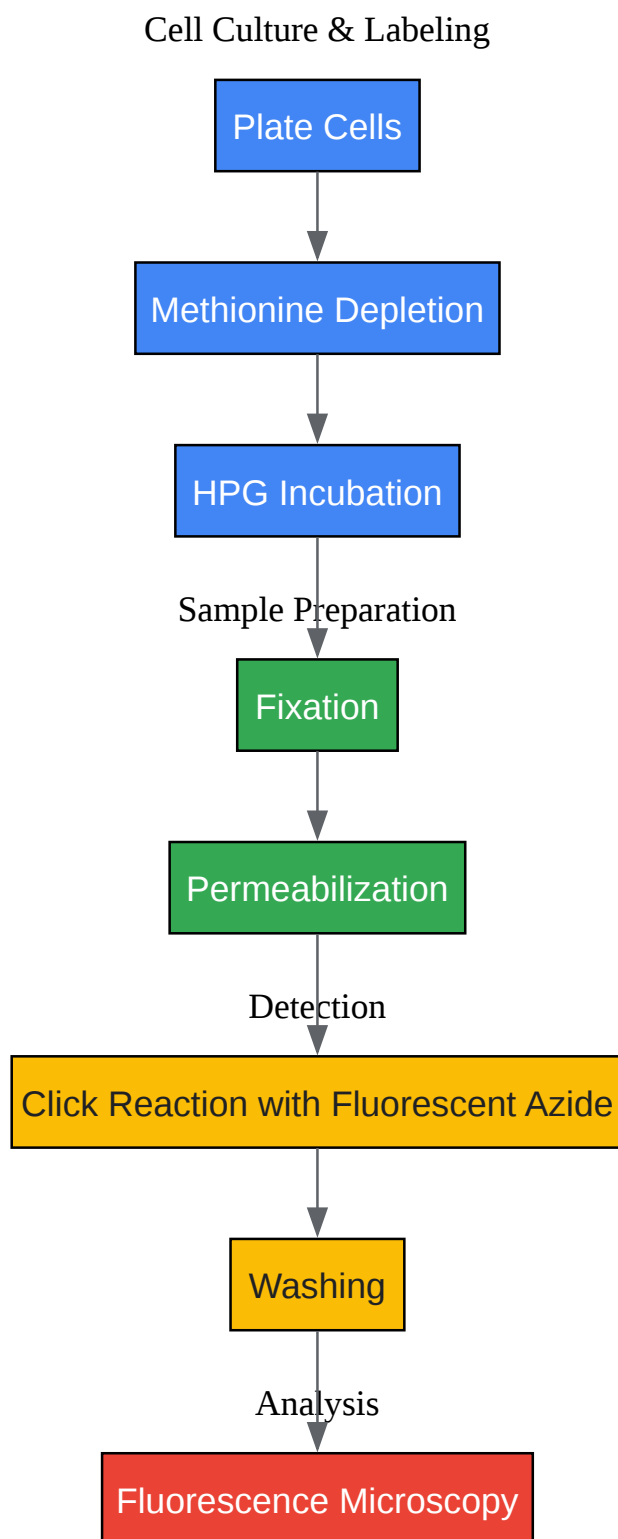 Cell Culture & Labeling
Plate Cells
Methionine Depletion
HPG Incubation
Sample Preparation
Fixation
Permeabilization
Detection
Click Reaction with Fluorescent Azide
Washing
Analysis
Fluorescence Microscopy